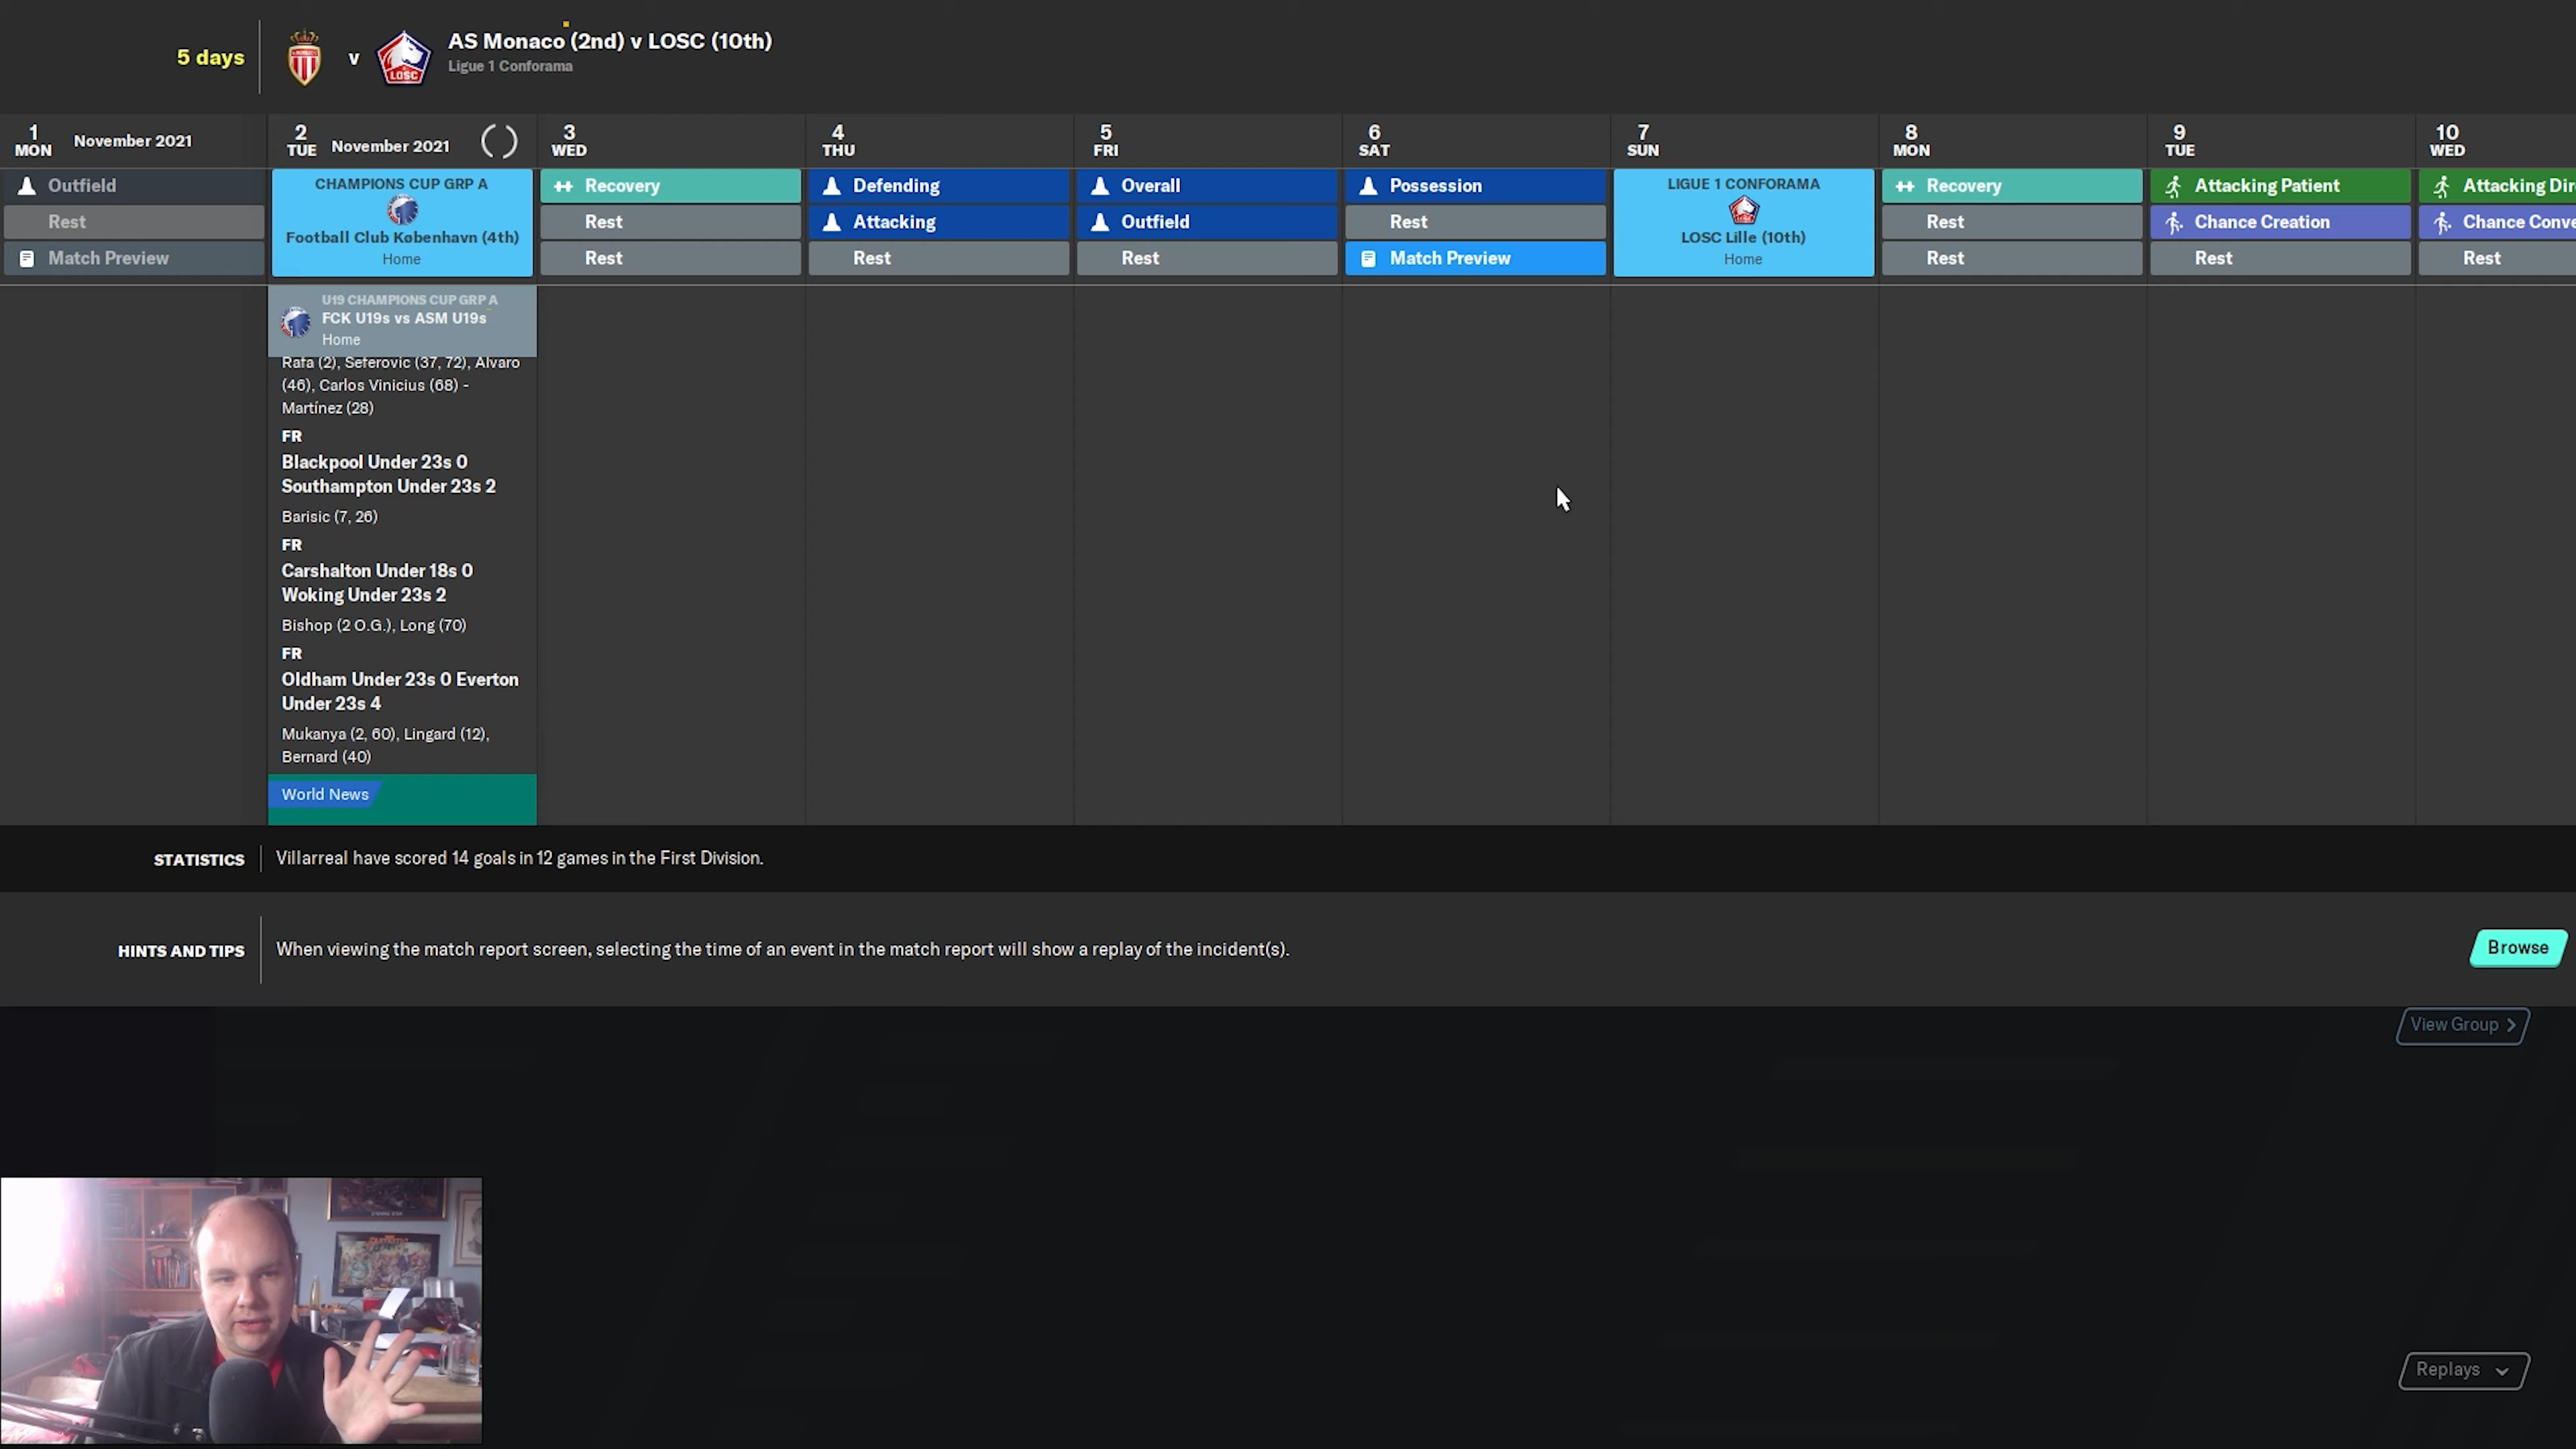 5 days
v
AS Monaco (2nd) v LOSC (10th)
Ligue 1 Conforama
LOSC
1
MON
November 2021
2
TUE
November 2021
3
WED
4
THU
5
FRI
6
SAT
7
SUN
8
MON
9
TUE
10
WED
Outfield
Rest
Match Preview
CHAMPIONS CUP GRP A
Football Club København (4th)
Home
Recovery
Rest
Rest
Defending
Attacking
Rest
Overall
Outfield
Rest
Possession
Rest
Match Preview
LIGUE 1 CONFORAMA
LOSC Lille (10th)
Home
Recovery
Rest
Rest
Attacking Patient
Chance Creation
Rest
Attacking Dir
Chance Conve
Rest
U19 CHAMPIONS CUP GRP A
FCK U19s vs ASM U19s
Home
Rafa (2), Seferovic (37, 72), Álvaro
(46), Carlos Vinícius (68) -
Martínez (28)
FR
Blackpool Under 23s 0
Southampton Under 23s 2
Barisic (7, 26)
FR
Carshalton Under 18s 0
Woking Under 23s 2
Bishop (2 O.G.), Long (70)
FR
Oldham Under 23s 0 Everton
Under 23s 4
Mukanya (2, 60), Lingard (12),
Bernard (40)
World News
STATISTICS
Villarreal have scored 14 goals in 12 games in the First Division.
HINTS AND TIPS
When viewing the match report screen, selecting the time of an event in the match report will show a replay of the incident(s).
Browse
View Group
Replays